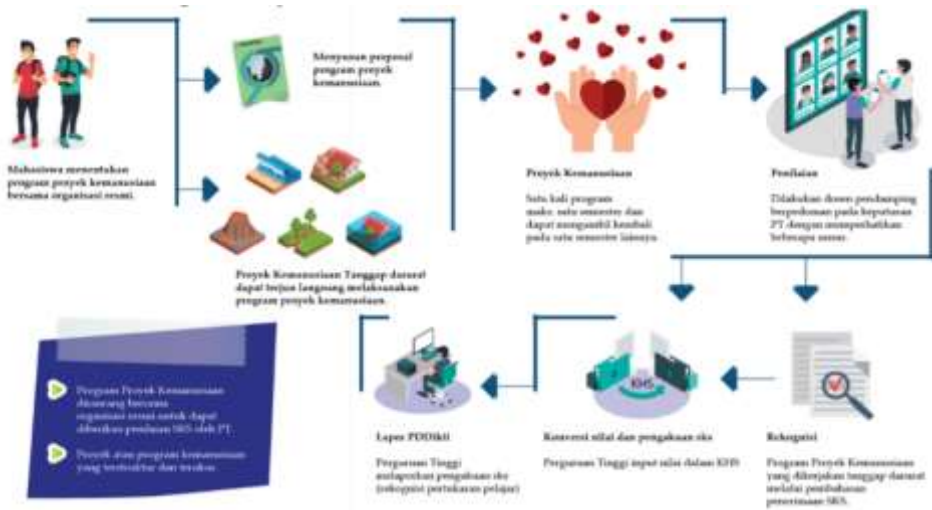 Mahasiswa menentukan
program proyek kemanusiaan
bersama organisasi resmi.
Menyusun proposal
program proyek
kemanusiaan.
Proyek Kemanusiaan Tanggap darurat
dapat terjun langsung melaksanakan
program proyek kemanusiaan.
Proyek Kemanusiaan
Satu kali program
maks. satu semester dan
dapat mengambil kembali
pada satu semester lainnya.
Penilaian
Dilakukan dosen pendamping
berpedoman pada keputusan
PT dengan memperhatikan
beberapa unsur.
Rekognisi
Program Proyek Kemanusiaan
yang dikerjakan tanggap darurat
melalui pembahasan
penerimaan SKS.
KHS
Konversi nilai dan pengakuan sks
Perguruan Tinggi input nilai dalam KHS
Lapor PDDikti
Perguruan Tinggi
melaporkan pengakuan sks
(rekognisi pertukaran pelajar)
Program Proyek Kemanusiaan
dirancang bersama
organisasi resmi untuk dapat
diberikan penilaian SKS oleh PT.
Proyek atau program kemanusiaan
yang terstruktur dan terukur.